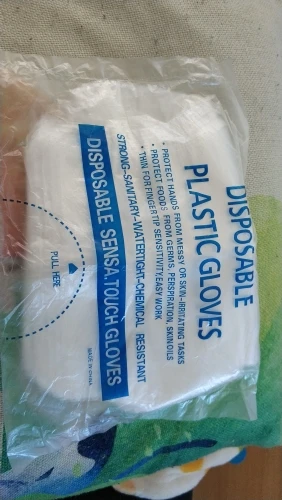 DISPOSABLE
PLASTIC GLOVES
• PROTECT HANDS FROM MESSY OR SKIN-IRRITATING TASKS
• PROTECT FOODS FROM GERMS, PERSPIRATION, SKIN OILS
• THIN FOR FINGERTIP SENSITIVITY/EASY WORK
STRONG-SANITARY-WATERTIGHT-CHEMICAL RESISTANT
DISPOSABLE SENSA.TOUCH GLOVES
MADE IN CHINA
PULL HERE